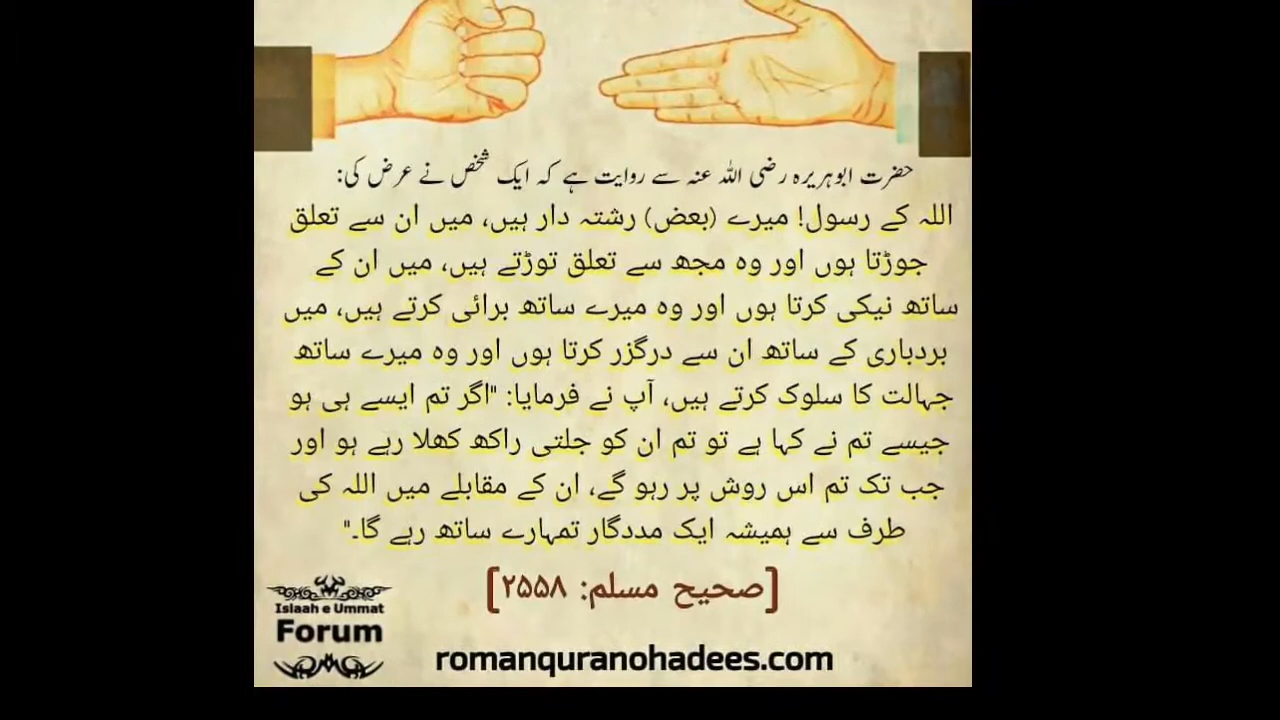 حضرت ابوہریرہ رضی اللہ عنہ سے روایت ہے کہ ایک شخص نے عرض کی:
اللہ کے رسول! میرے (بعض) رشتہ دار ہیں، میں ان سے تعلق
جوڑتا ہوں اور وہ مجھ سے تعلق توڑتے ہیں، میں ان کے
ساتھ نیکی کرتا ہوں اور وہ میرے ساتھ برائی کرتے ہیں، میں
بردباری کے ساتھ ان سے درگزر کرتا ہوں اور وہ میرے ساتھ
جہالت کا سلوک کرتے ہیں، آپ نے فرمایا: "اگر تم ایسے ہی ہو
جیسے تم نے کہا ہے تو تم ان کو جلتی راکھ کھلا رہے ہو اور
جب تک تم اس روش پر رہو گے، ان کے مقابلے میں اللہ کی
طرف سے ہمیشہ ایک مددگار تمہارے ساتھ رہے گا۔"
[صحیح مسلم: ۲۵۵۸]
Islaah e Ummat
Forum
romanquranohadees.com